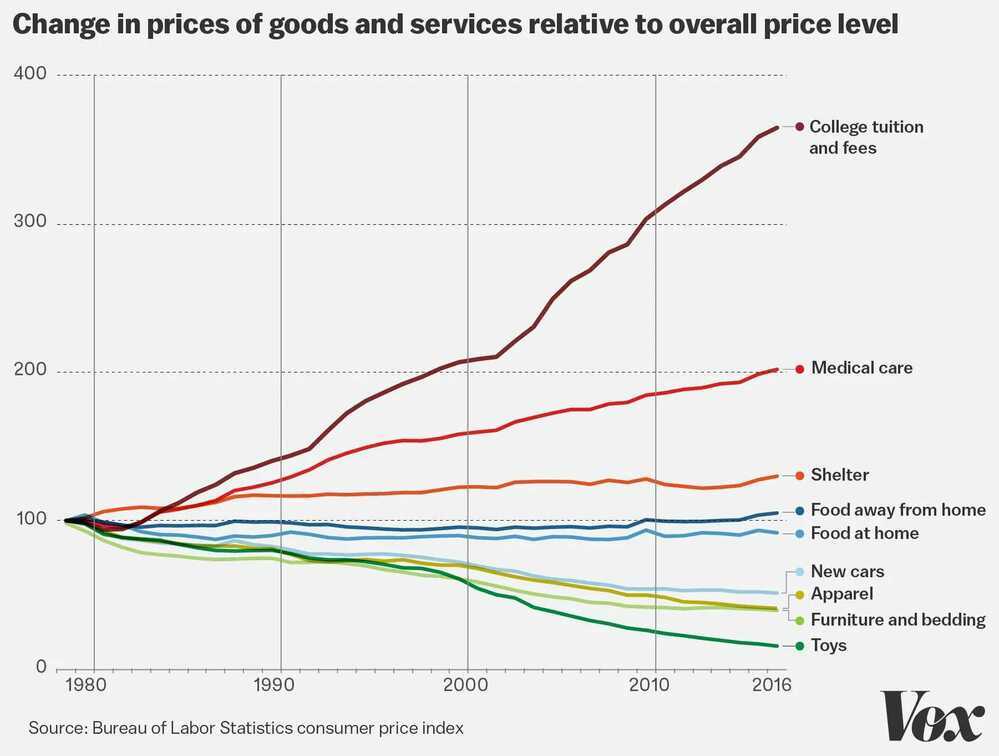 Change in prices of goods and services relative to overall price level
400
300
200
100
0
College tuition
and fees
Medical care
Shelter
Food away from home
Food at home
New cars
Apparel
Furniture and bedding
Toys
1980 1990 2000 2010 2016
Source: Bureau of Labor Statistics consumer price index
Vox